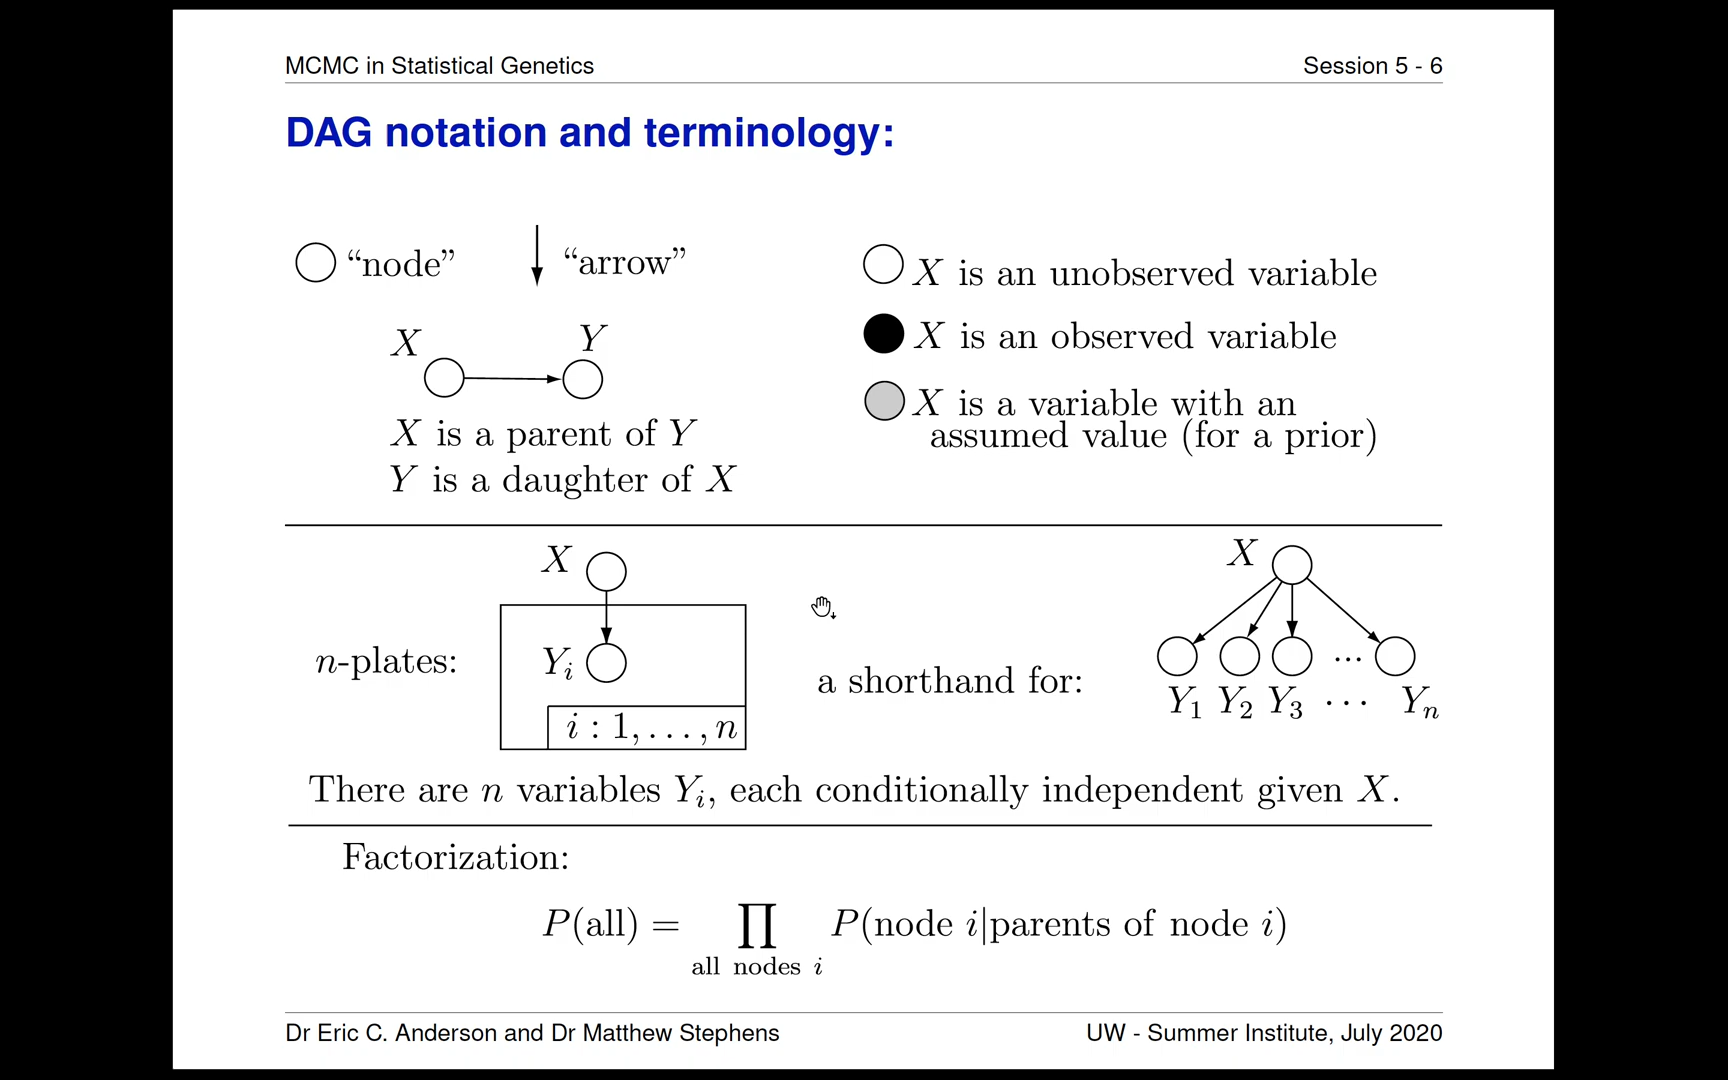 MCMC in Statistical Genetics
Session 5 - 6
DAG notation and terminology:
“node”
“arrow”
X
Y
X is a parent of Y
Y is a daughter of X
X is an unobserved variable
X is an observed variable
X is a variable with an
assumed value (for a prior)
n-plates:
X
Y_i
i : 1, . . . , n
a shorthand for:
X
...
Y_1 Y_2 Y_3 · · · Y_n
There are n variables Y_i, each conditionally independent given X.
Factorization:
P(all) = ∏ P(node i|parents of node i)
all nodes i
Dr Eric C. Anderson and Dr Matthew Stephens
UW - Summer Institute, July 2020